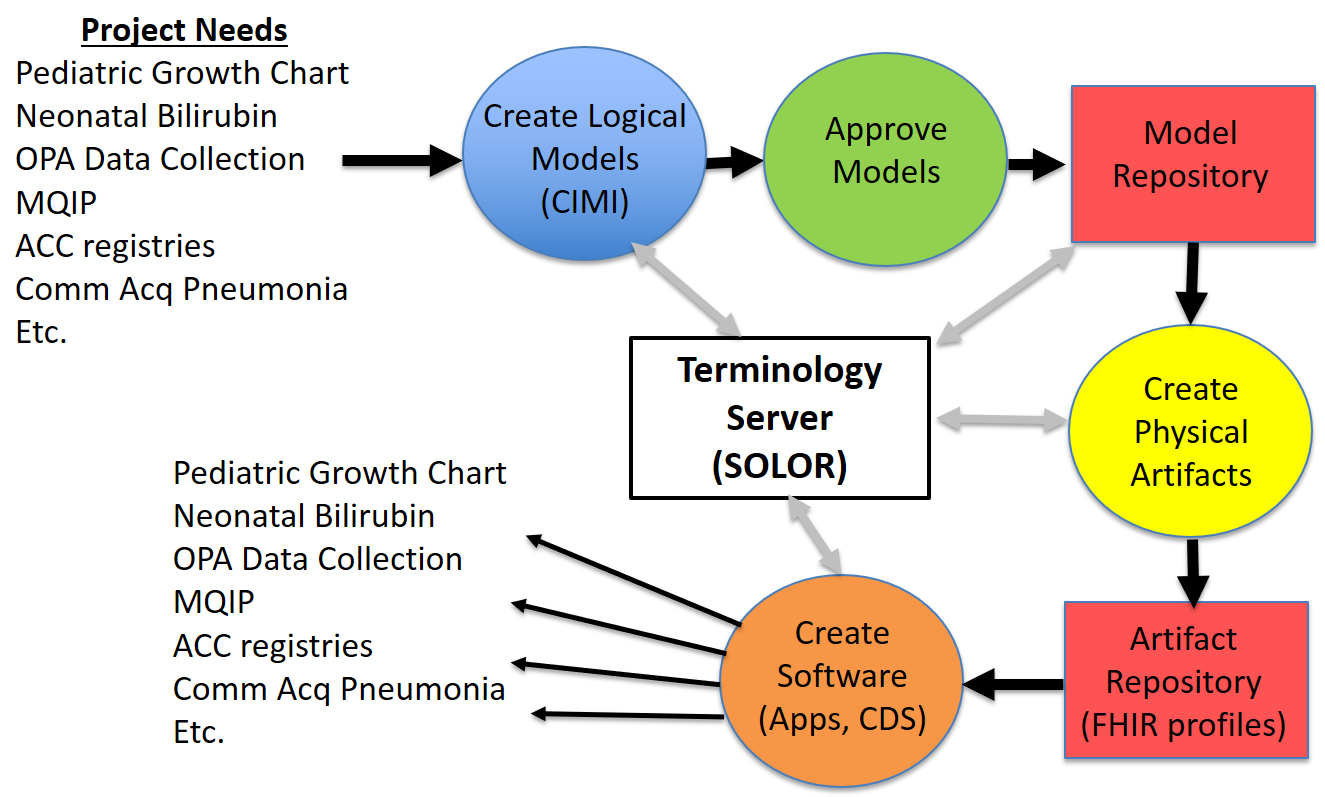 Project Needs
Pediatric Growth Chart
Neonatal Bilirubin
OPA Data Collection
MQIP
ACC registries
Comm Acq Pneumonia
Etc.
Create Logical
Models
(CIMI)
Approve
Models
Model
Repository
Terminology
Server
(SOLOR)
Create
Physical
Artifacts
Pediatric Growth Chart
Neonatal Bilirubin
OPA Data Collection
MQIP
ACC registries
Comm Acq Pneumonia
Etc.
Create
Software
(Apps, CDS)
Artifact
Repository
(FHIR profiles)